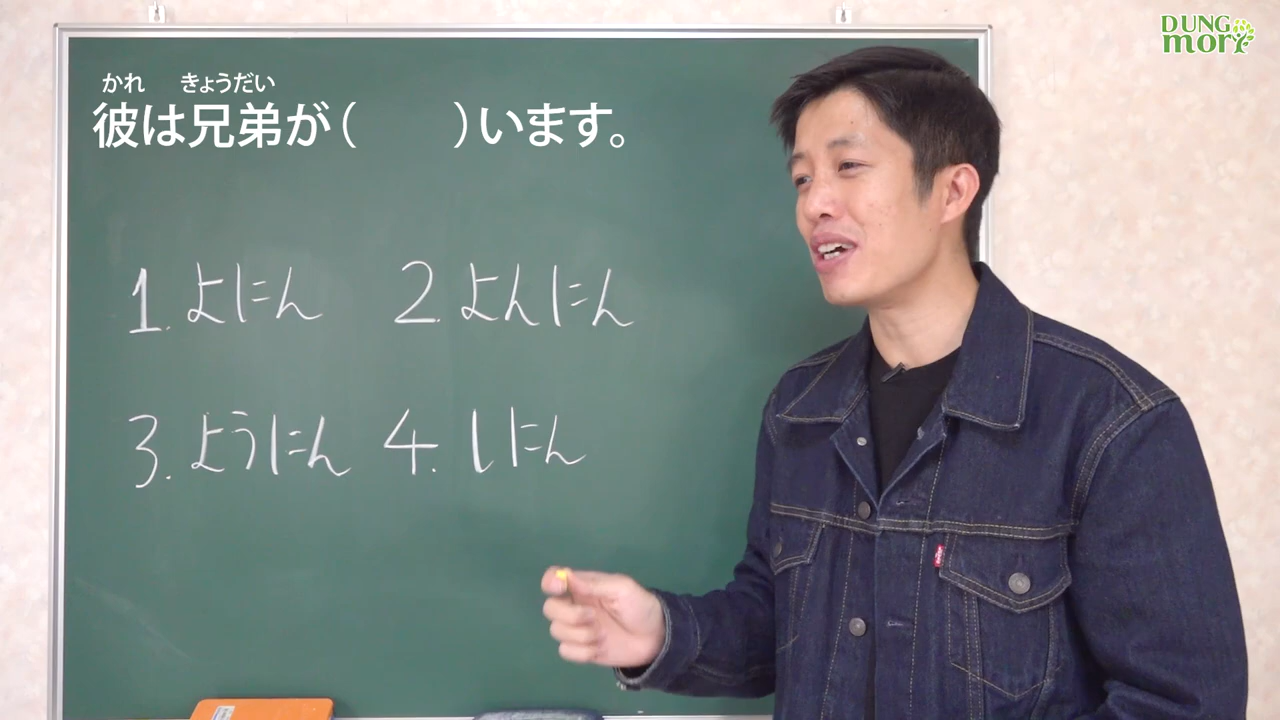 DUNG
mori
かれ きょうだい
彼は兄弟が（　　）います。
1. よにん 2. よんにん
3. ようにん 4. しにん